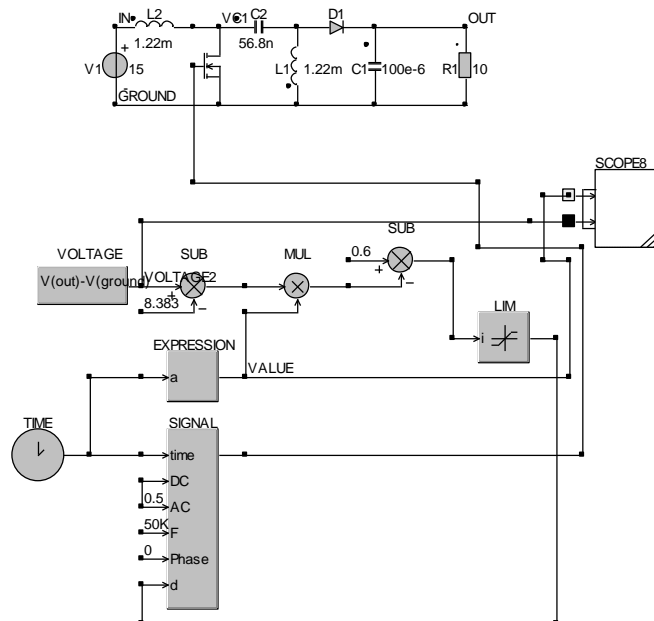 IN L2 VC1 C2 D1 OUT
1.22m 56.8n
V1 15 L1 1.22m C1 100e-6 R1 10
GROUND
SCOPE8
SUB
VOLTAGE SUB MUL 0.6
V(out)-V(ground) VOLTAGE2
8.383
LIM
i
EXPRESSION
a VALUE
TIME SIGNAL
time
DC
0.5 AC
50K F
0 Phase
d